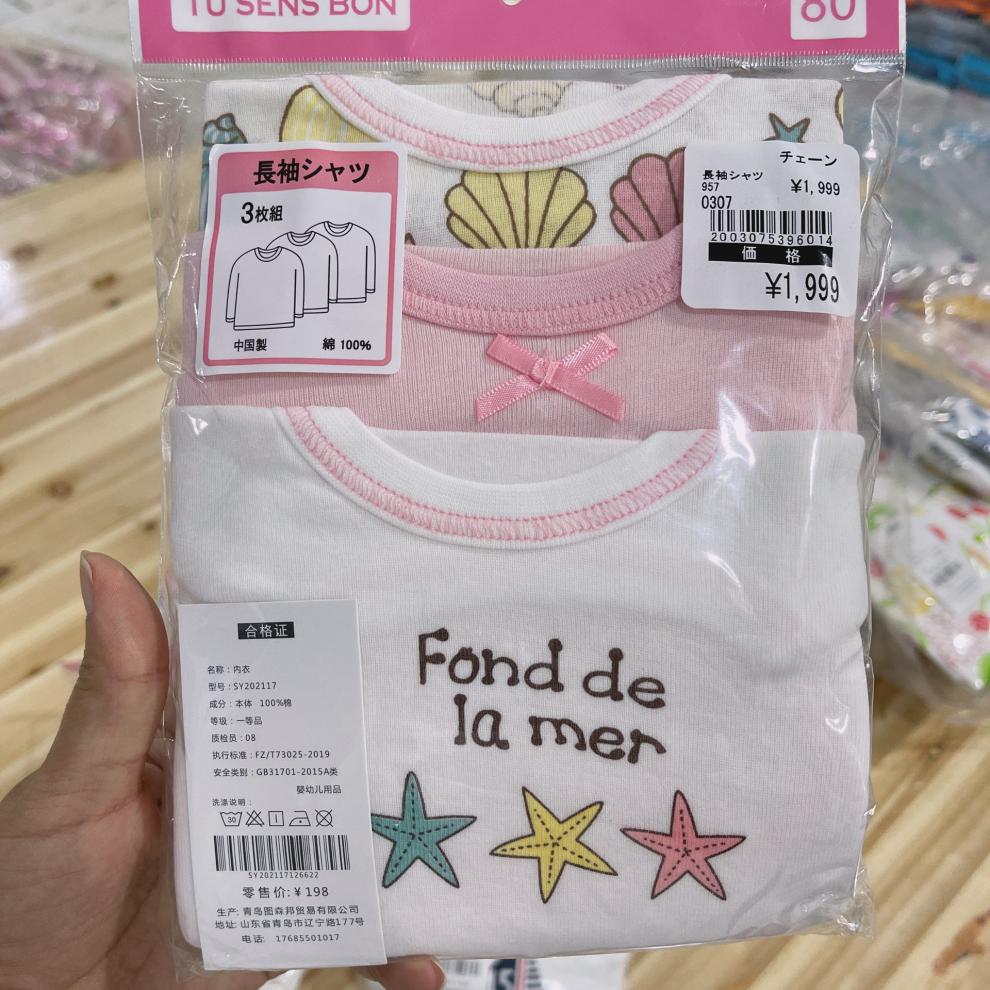 TU SENS BON
80
長袖シャツ
3枚組
中国製 綿 100%
チェーン
長袖シャツ
957 ¥1,999
0307
2003075396014
価 格
¥1,999
Fond de
la mer
合格证
名称：内衣
型号：SY202117
成分：本体 100%棉
等级：一等品
质检员：08
执行标准：FZ/T73025-2019
安全类别：GB31701-2015A类
婴幼儿用品
洗涤说明：
30
SY202117126622
零售价：¥ 198
生产: 青岛图森邦贸易有限公司
地址: 山东省青岛市辽宁路177号
电话: 17685501017